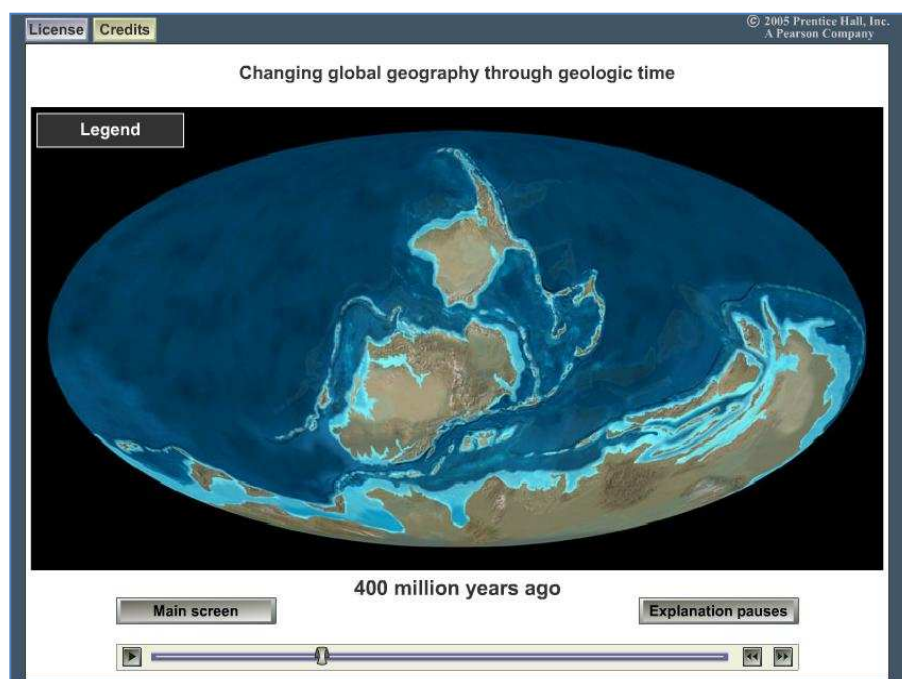 License Credits
© 2005 Prentice Hall, Inc.
A Pearson Company
Changing global geography through geologic time
Legend
400 million years ago
Main screen
Explanation pauses